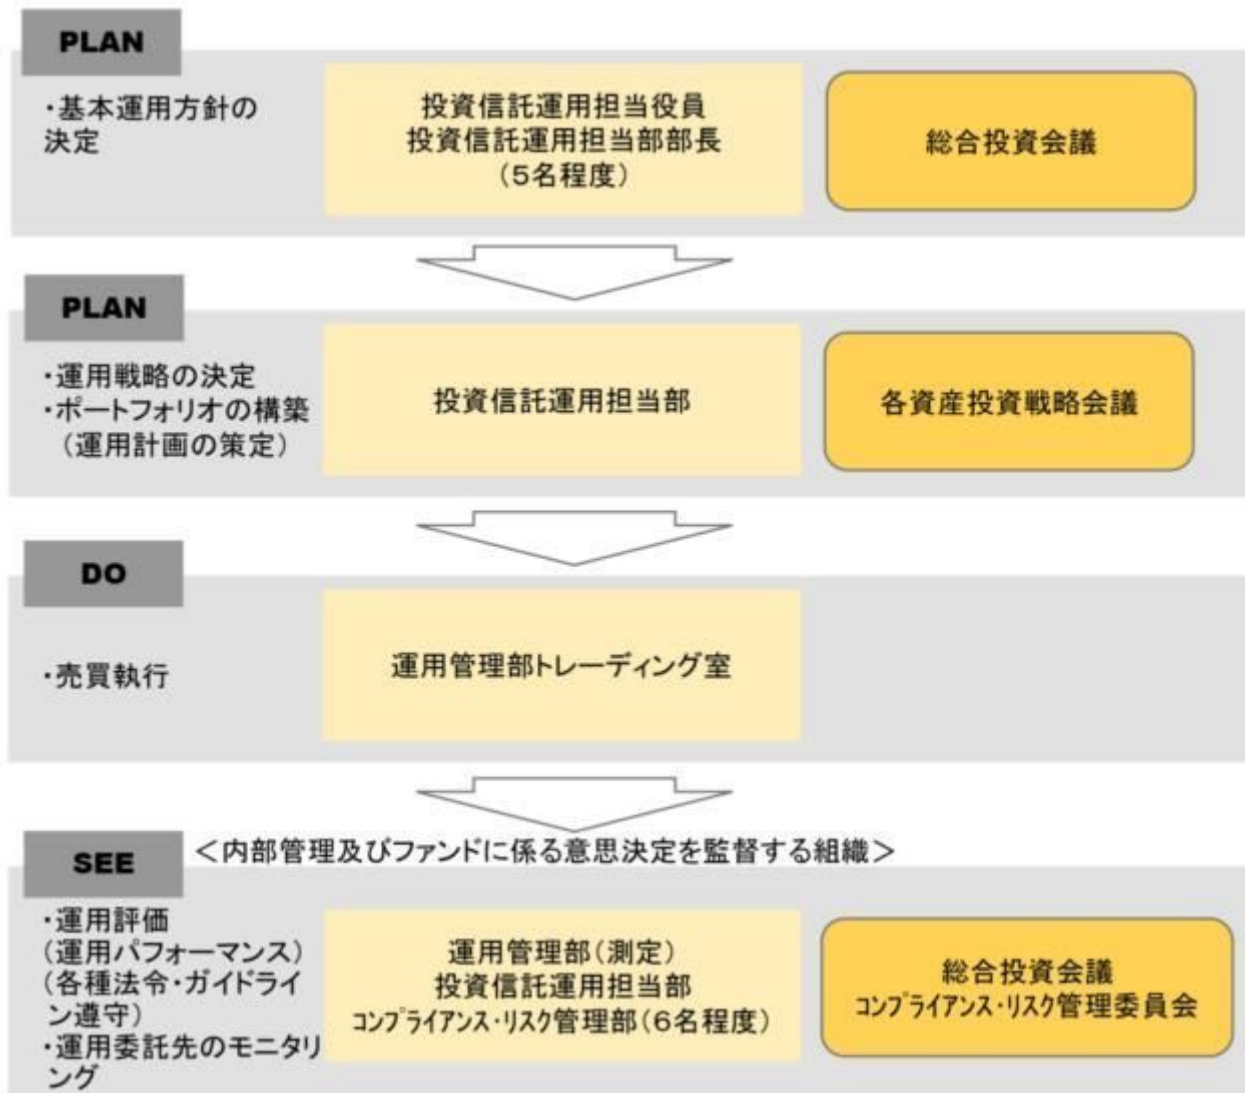 PLAN
・基本運用方針の
決定
投資信託運用担当役員
投資信託運用担当部部長
(5名程度)
総合投資会議
PLAN
・運用戦略の決定
・ポートフォリオの構築
(運用計画の策定)
投資信託運用担当部
各資産投資戦略会議
DO
・売買執行
運用管理部トレーディング室
SEE
＜内部管理及びファンドに係る意思決定を監督する組織＞
・運用評価
(運用パフォーマンス)
(各種法令・ガイドライ
ン遵守)
・運用委託先のモニタリ
ング
運用管理部(測定)
投資信託運用担当部
ｺﾝﾌﾟﾗｲｱﾝｽ・ﾘｽｸ管理部(6名程度)
総合投資会議
ｺﾝﾌﾟﾗｲｱﾝｽ・ﾘｽｸ管理委員会